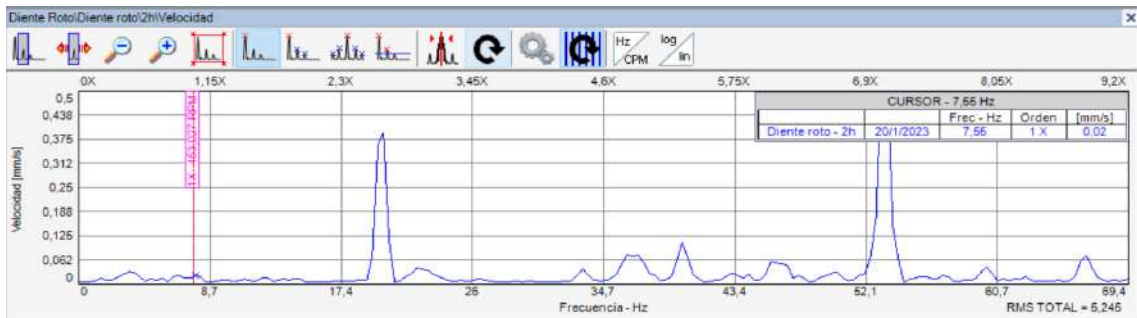 Diente Roto\Diente roto\2h\Velocidad
Hz
CPM
log
lin
0X 1,15X 2,3X 3,45X 4,6X 5,75X 6,9X 8,05X 9,2X
CURSOR - 7,55 Hz
Frec - Hz Orden [mm/s]
Diente roto - 2h 20/1/2023 7,55 1 X 0,02
1X 463,027 RPM
Velocidad [mm/s]
0,5
0,438
0,375
0,312
0,25
0,188
0,125
0,062
0
0 8,7 17,4 26 34,7 43,4 52,1 60,7 69,4
Frecuencia - Hz
RMS TOTAL = 5,245